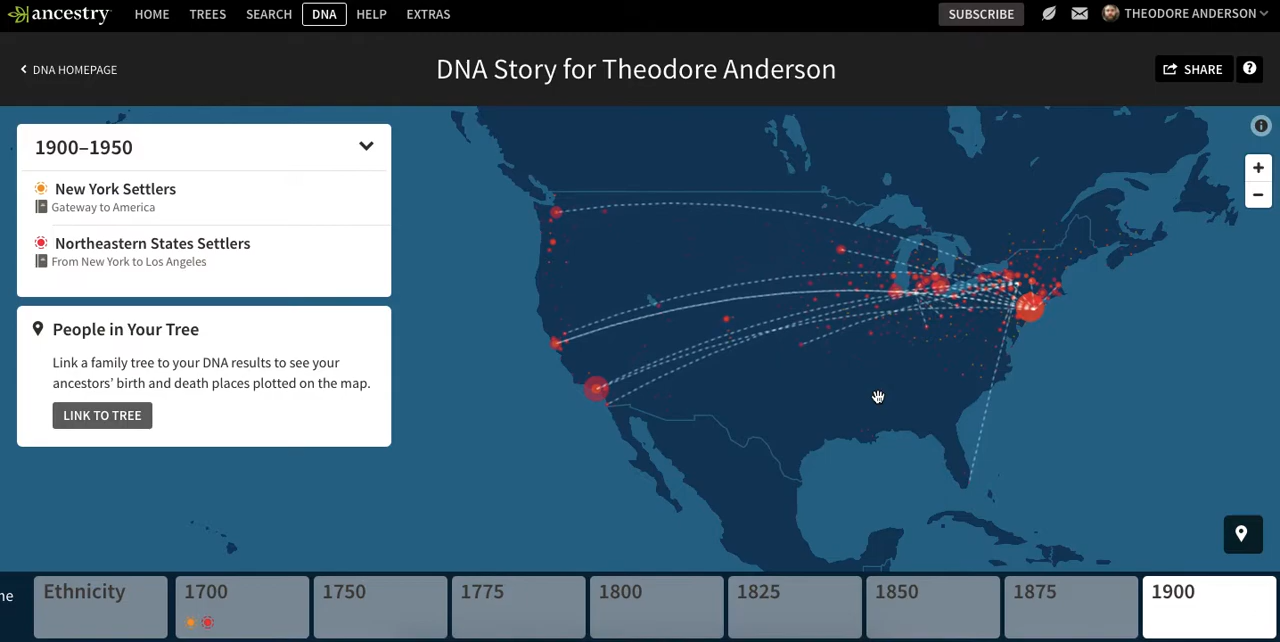 ancestry HOME TREES SEARCH DNA HELP EXTRAS SUBSCRIBE THEODORE ANDERSON
DNA HOMEPAGE DNA Story for Theodore Anderson SHARE ?
1900–1950
New York Settlers
Gateway to America
Northeastern States Settlers
From New York to Los Angeles
People in Your Tree
Link a family tree to your DNA results to see your
ancestors' birth and death places plotted on the map.
LINK TO TREE
i
+
−
ne Ethnicity 1700 1750 1775 1800 1825 1850 1875 1900